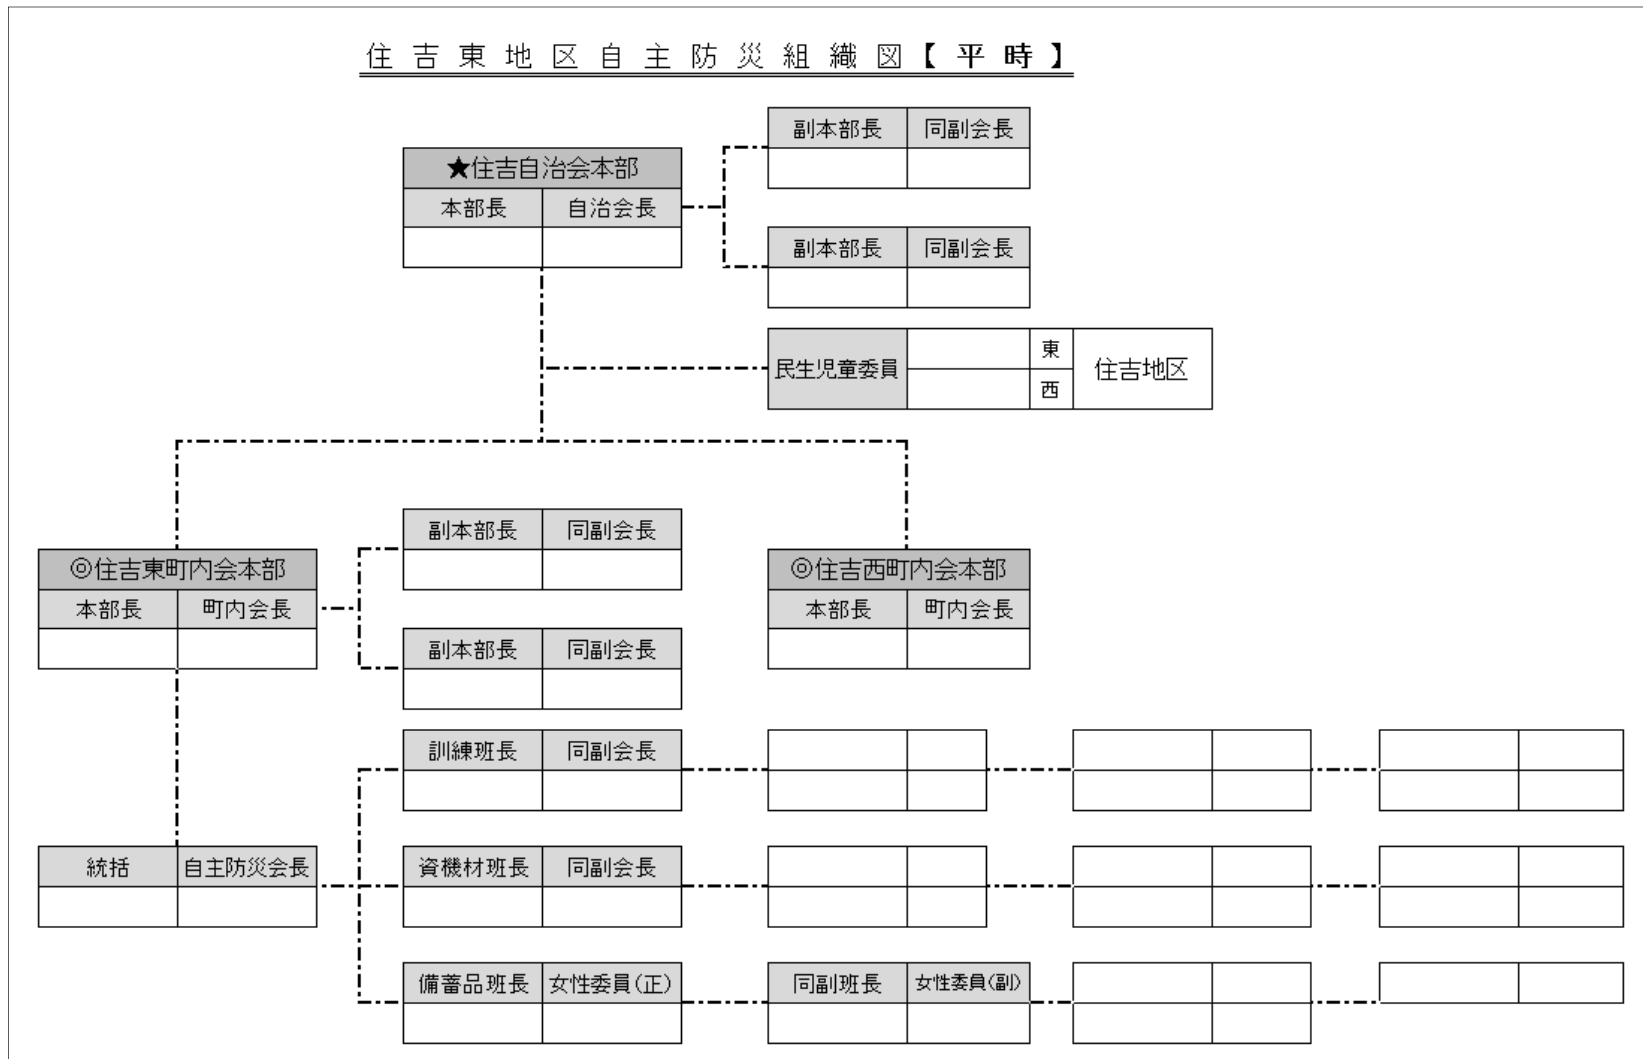 住吉東地区自主防災組織図【平時】
副本部長 同副会長
★住吉自治会本部
本部長 自治会長
副本部長 同副会長
民生児童委員 東 西 住吉地区
副本部長 同副会長
◎住吉東町内会本部
本部長 町内会長
◎住吉西町内会本部
本部長 町内会長
副本部長 同副会長
訓練班長 同副会長
統括 自主防災会長
資機材班長 同副会長
備蓄品班長 女性委員(正)
同副班長 女性委員(副)